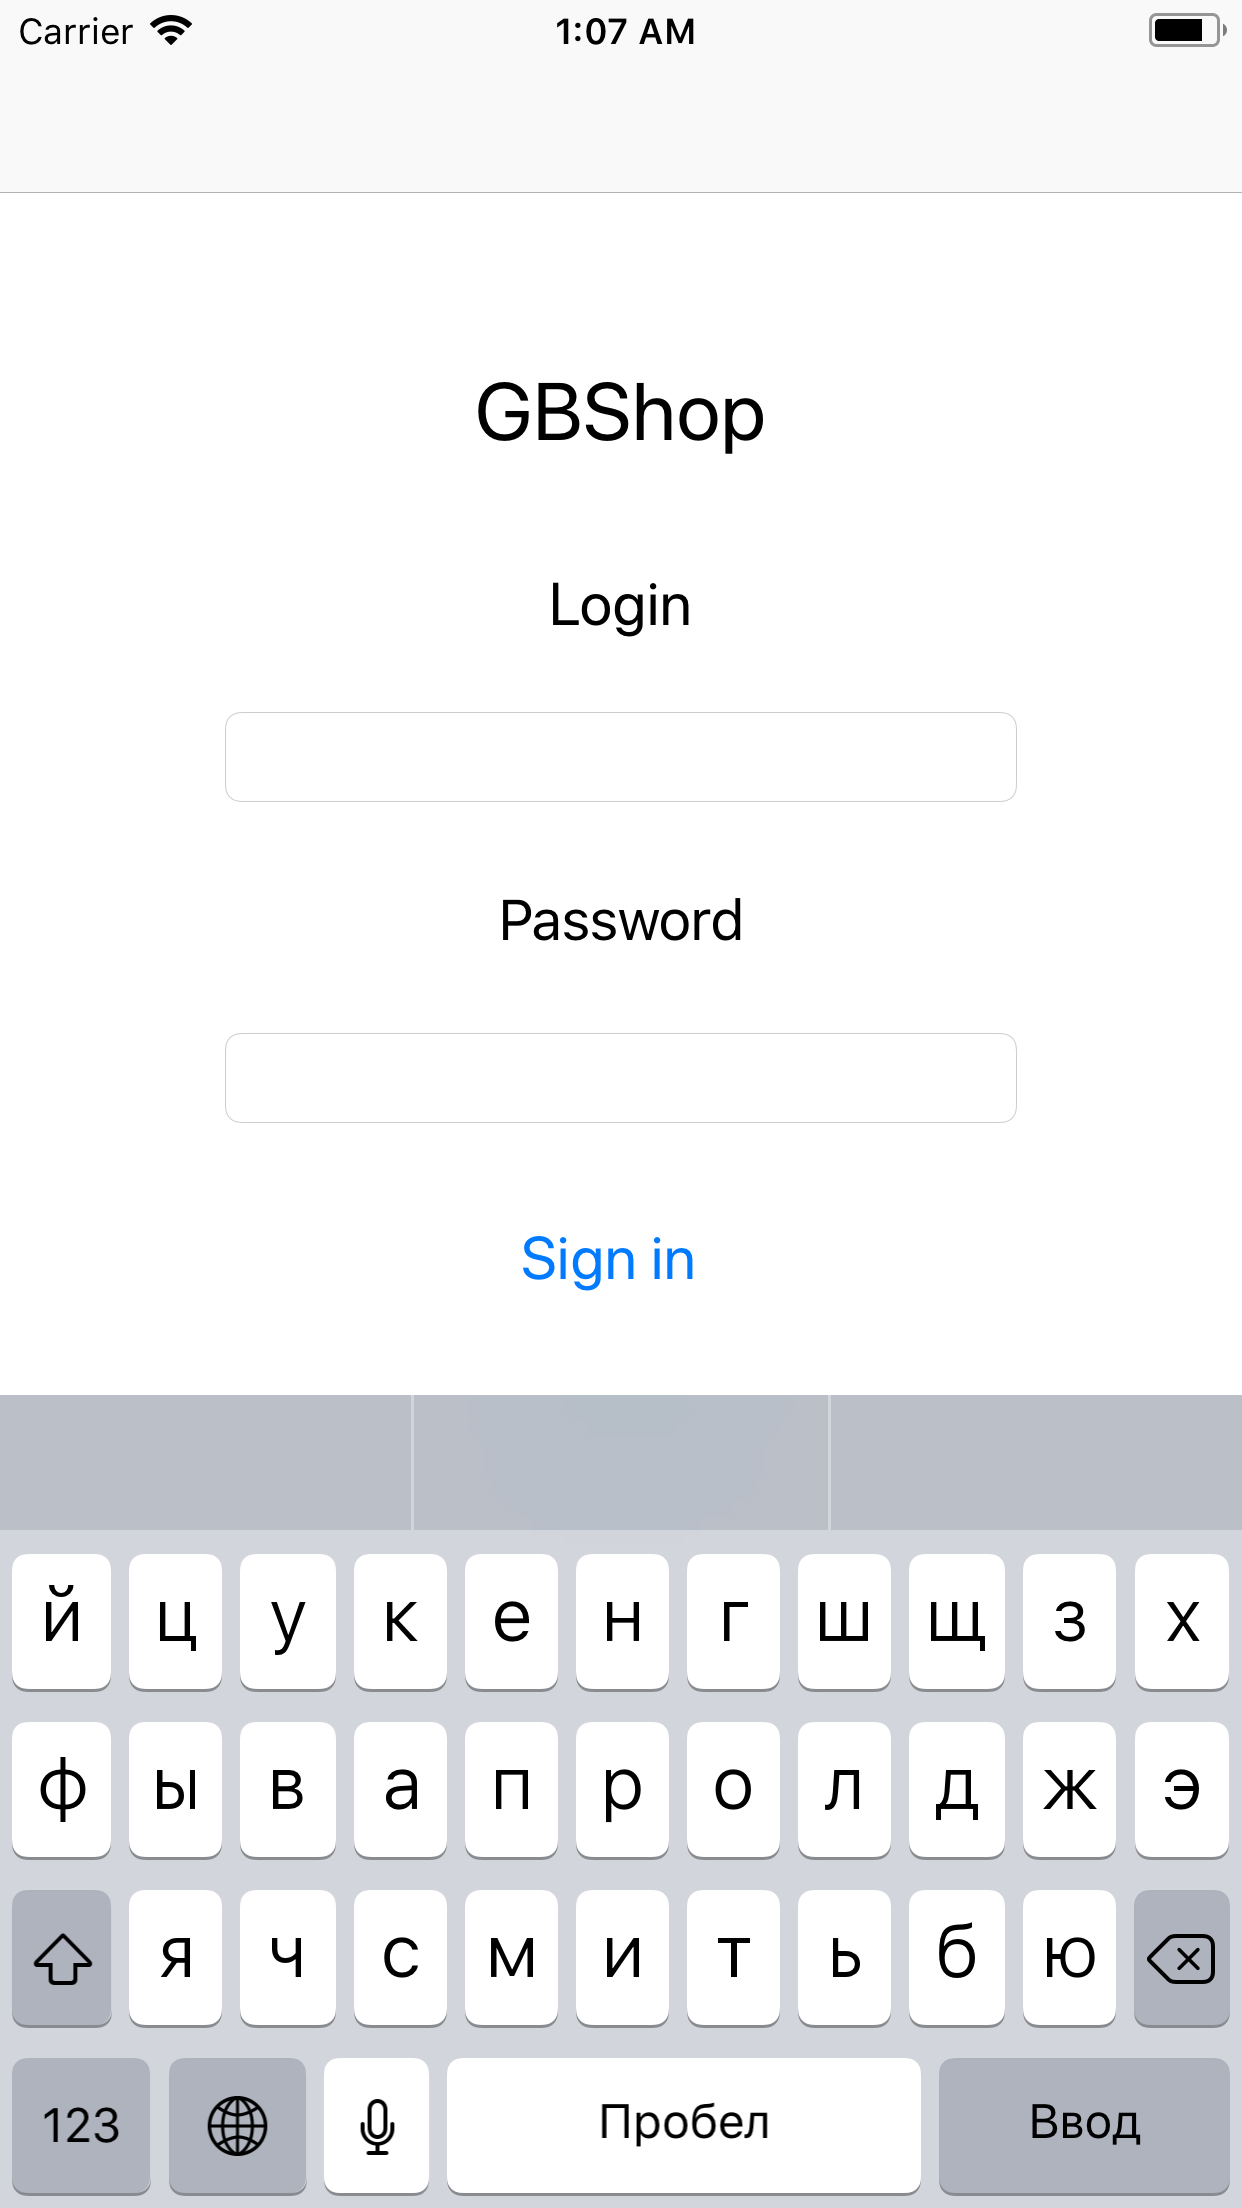 Carrier 1:07 AM
GBShop
Login
Password
Sign in
й ц у к е н г ш щ з х
ф ы в а п р о л д ж э
я ч с м и т ь б ю
123 Пробел Ввод